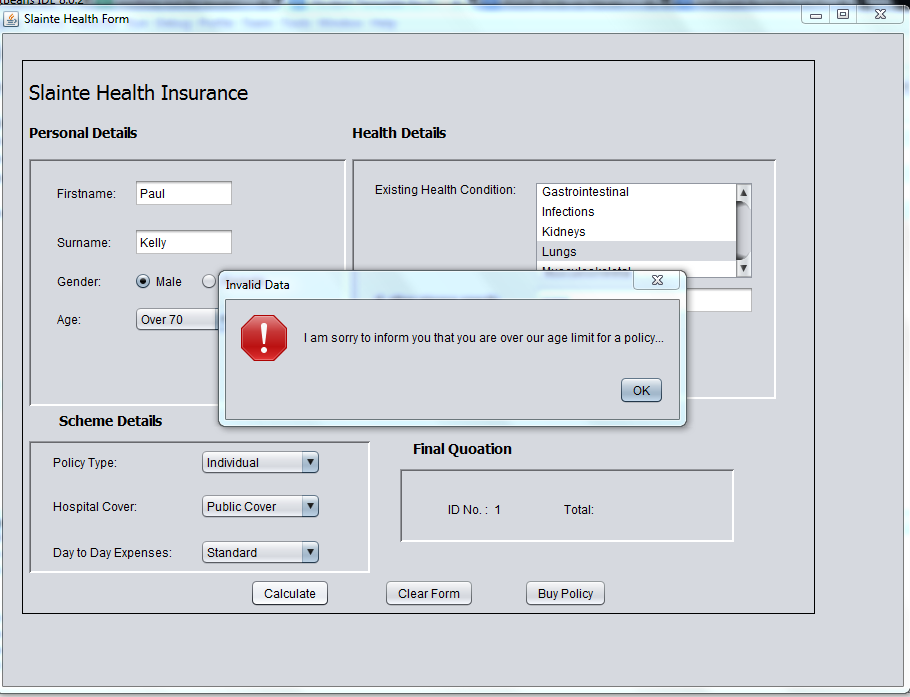 Slainte Health Form
Slainte Health Insurance
Personal Details
Health Details
Firstname:
Paul
Surname:
Kelly
Gender:
Male
Age:
Over 70
Existing Health Condition:
Gastrointestinal
Infections
Kidneys
Lungs
Musculoskeletal
Invalid Data
I am sorry to inform you that you are over our age limit for a policy...
OK
Scheme Details
Policy Type:
Individual
Hospital Cover:
Public Cover
Day to Day Expenses:
Standard
Final Quoation
ID No. : 1
Total:
Calculate
Clear Form
Buy Policy